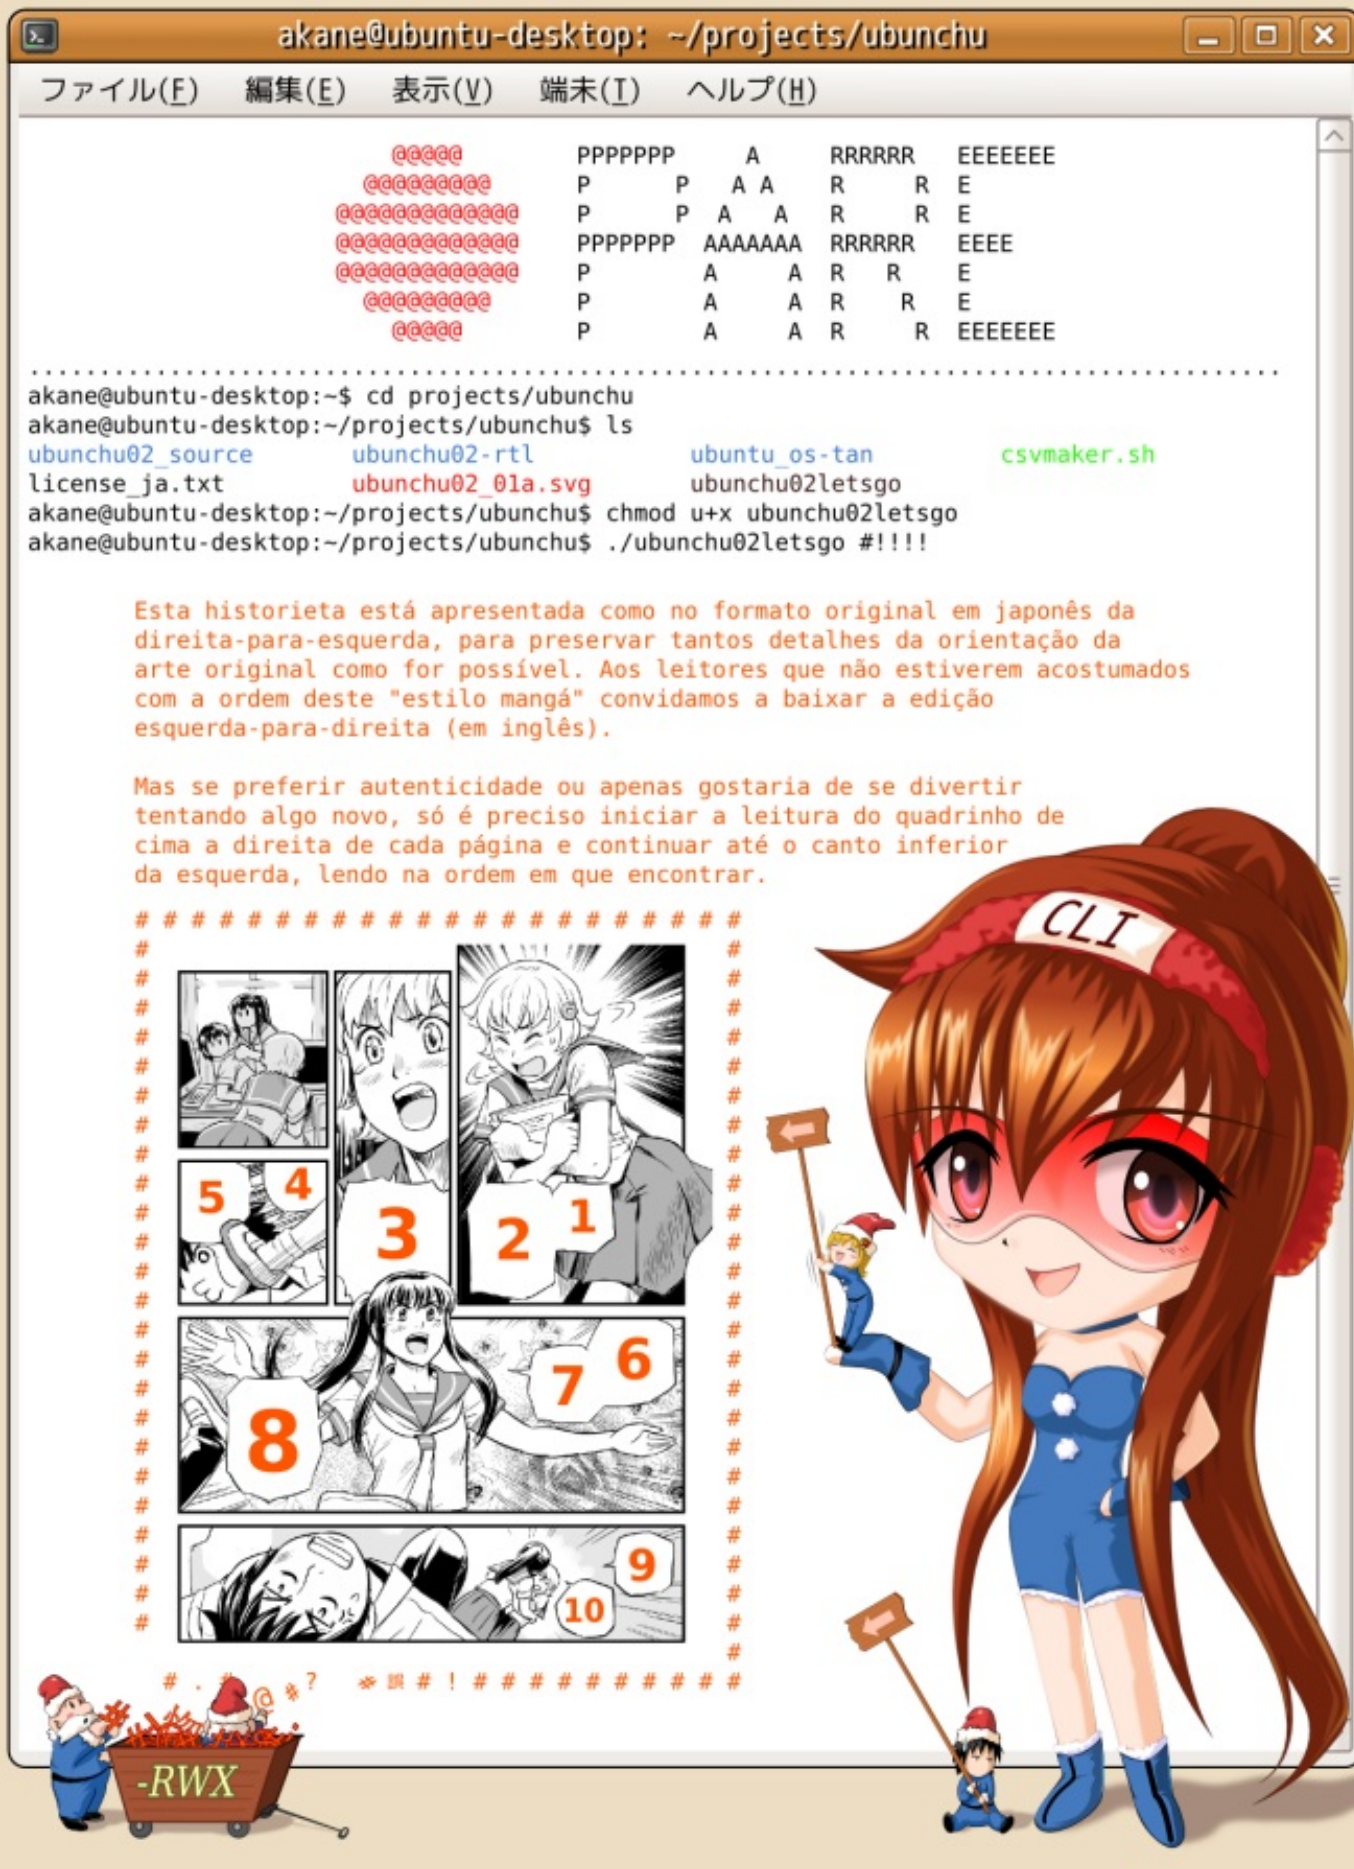 akane@ubuntu-desktop: ~/projects/ubunchu
ファイル(F) 編集(E) 表示(V) 端末(T) ヘルプ(H)
@@@@@ PPPPPPP A RRRRRR EEEEEEE
@@@@@@@@@ P P A A R R E
@@@@@@@@@@@@@ P P A A R R E
@@@@@@@@@@@@@ PPPPPPP AAAAAAA RRRRRR EEEE
@@@@@@@@@@@@@ P A A R R E
@@@@@@@@@ P A A R R E
@@@@@ P A A R R EEEEEEE
akane@ubuntu-desktop:~$ cd projects/ubunchu
akane@ubuntu-desktop:~/projects/ubunchu$ ls
ubunchu02_source ubunchu02-rtl ubuntu_os-tan csvmaker.sh
license_ja.txt ubunchu02_01a.svg ubunchu02letsgo
akane@ubuntu-desktop:~/projects/ubunchu$ chmod u+x ubunchu02letsgo
akane@ubuntu-desktop:~/projects/ubunchu$ ./ubunchu02letsgo #!!!!
Esta historieta está apresentada como no formato original em japonês da
direita-para-esquerda, para preservar tantos detalhes da orientação da
arte original como for possível. Aos leitores que não estiverem acostumados
com a ordem deste "estilo mangá" convidamos a baixar a edição
esquerda-para-direita (em inglês).
Mas se preferir autenticidade ou apenas gostaria de se divertir
tentando algo novo, só é preciso iniciar a leitura do quadrinho de
cima a direita de cada página e continuar até o canto inferior
da esquerda, lendo na ordem em que encontrar.
CLI
1
2
3
4
5
6
7
8
9
10
-RWX